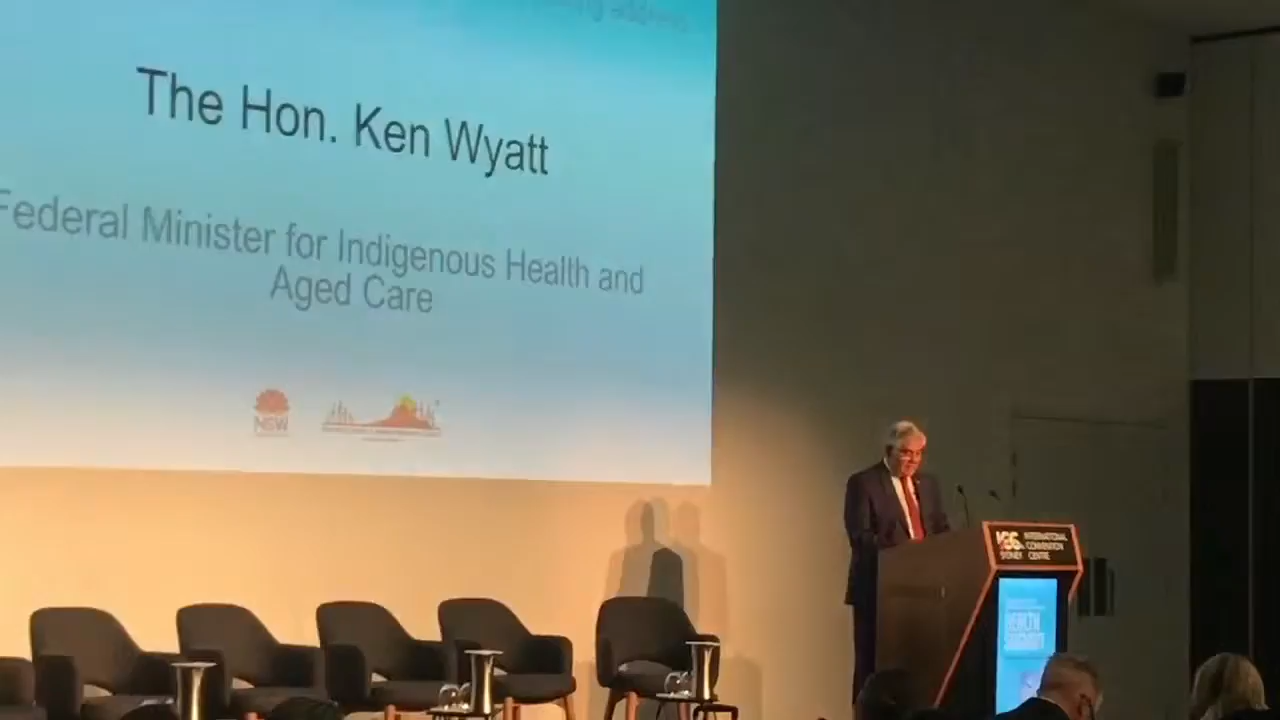 The Hon. Ken Wyatt
Federal Minister for Indigenous Health and
Aged Care
NSW
ICC
SYDNEY
INTERNATIONAL
CONVENTION
CENTRE
HEALTH
SUMMIT